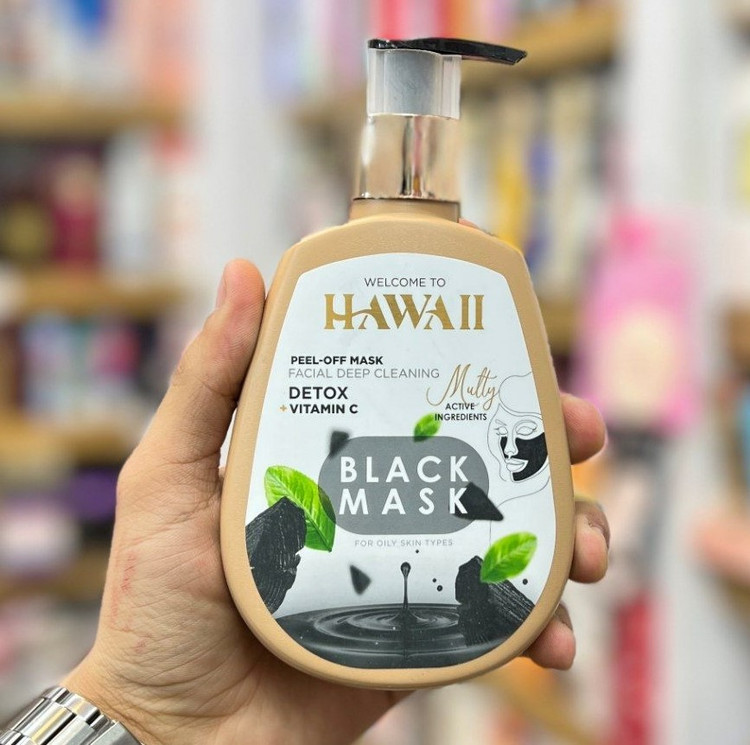 WELCOME TO
HAWAII
PEEL-OFF MASK
FACIAL DEEP CLEANING
DETOX
+ VITAMIN C
Multy
ACTIVE
INGREDIENTS
BLACK
MASK
FOR OILY SKIN TYPES